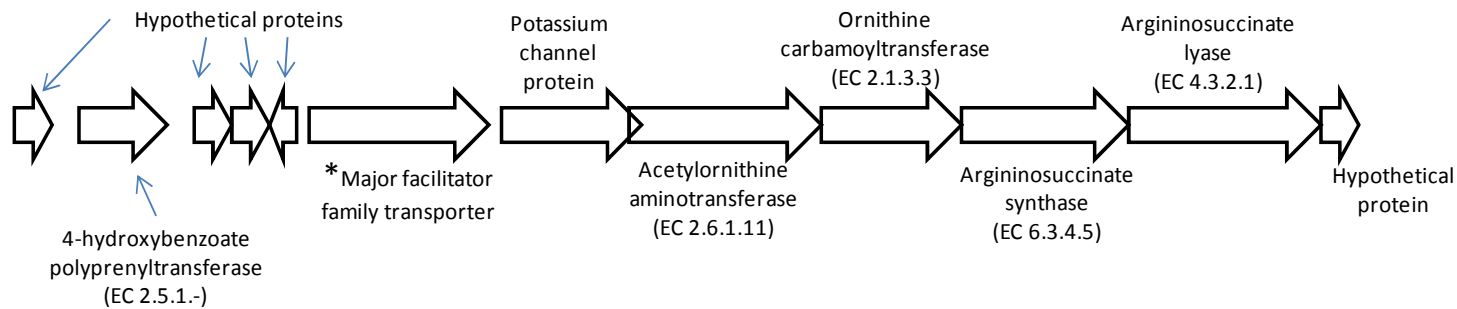 Hypothetical proteins
Potassium
channel
protein
Ornithine
carbamoyltransferase
(EC 2.1.3.3)
Argininosuccinate
lyase
(EC 4.3.2.1)
*Major facilitator
family transporter
Acetylornithine
aminotransferase
(EC 2.6.1.11)
Argininosuccinate
synthase
(EC 6.3.4.5)
Hypothetical
protein
4-hydroxybenzoate
polyprenyltransferase
(EC 2.5.1.-)